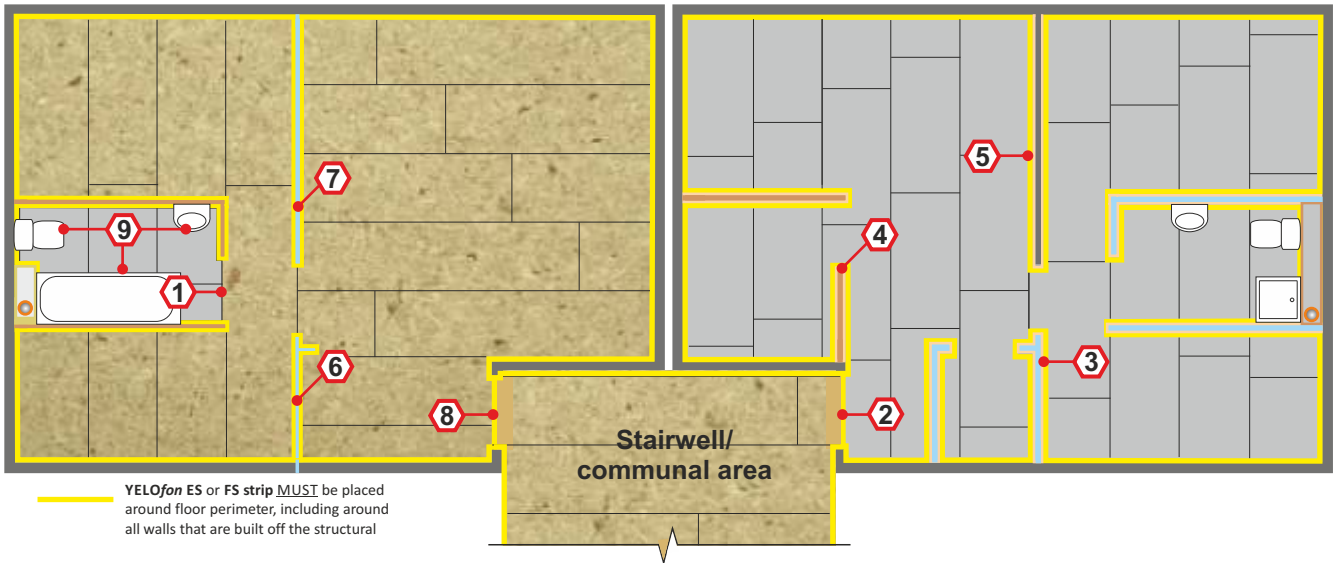 7
5
9
4
1
6
3
8
2
Stairwell/
communal area
YELOfon ES or FS strip MUST be placed
around floor perimeter, including around
all walls that are built off the structural